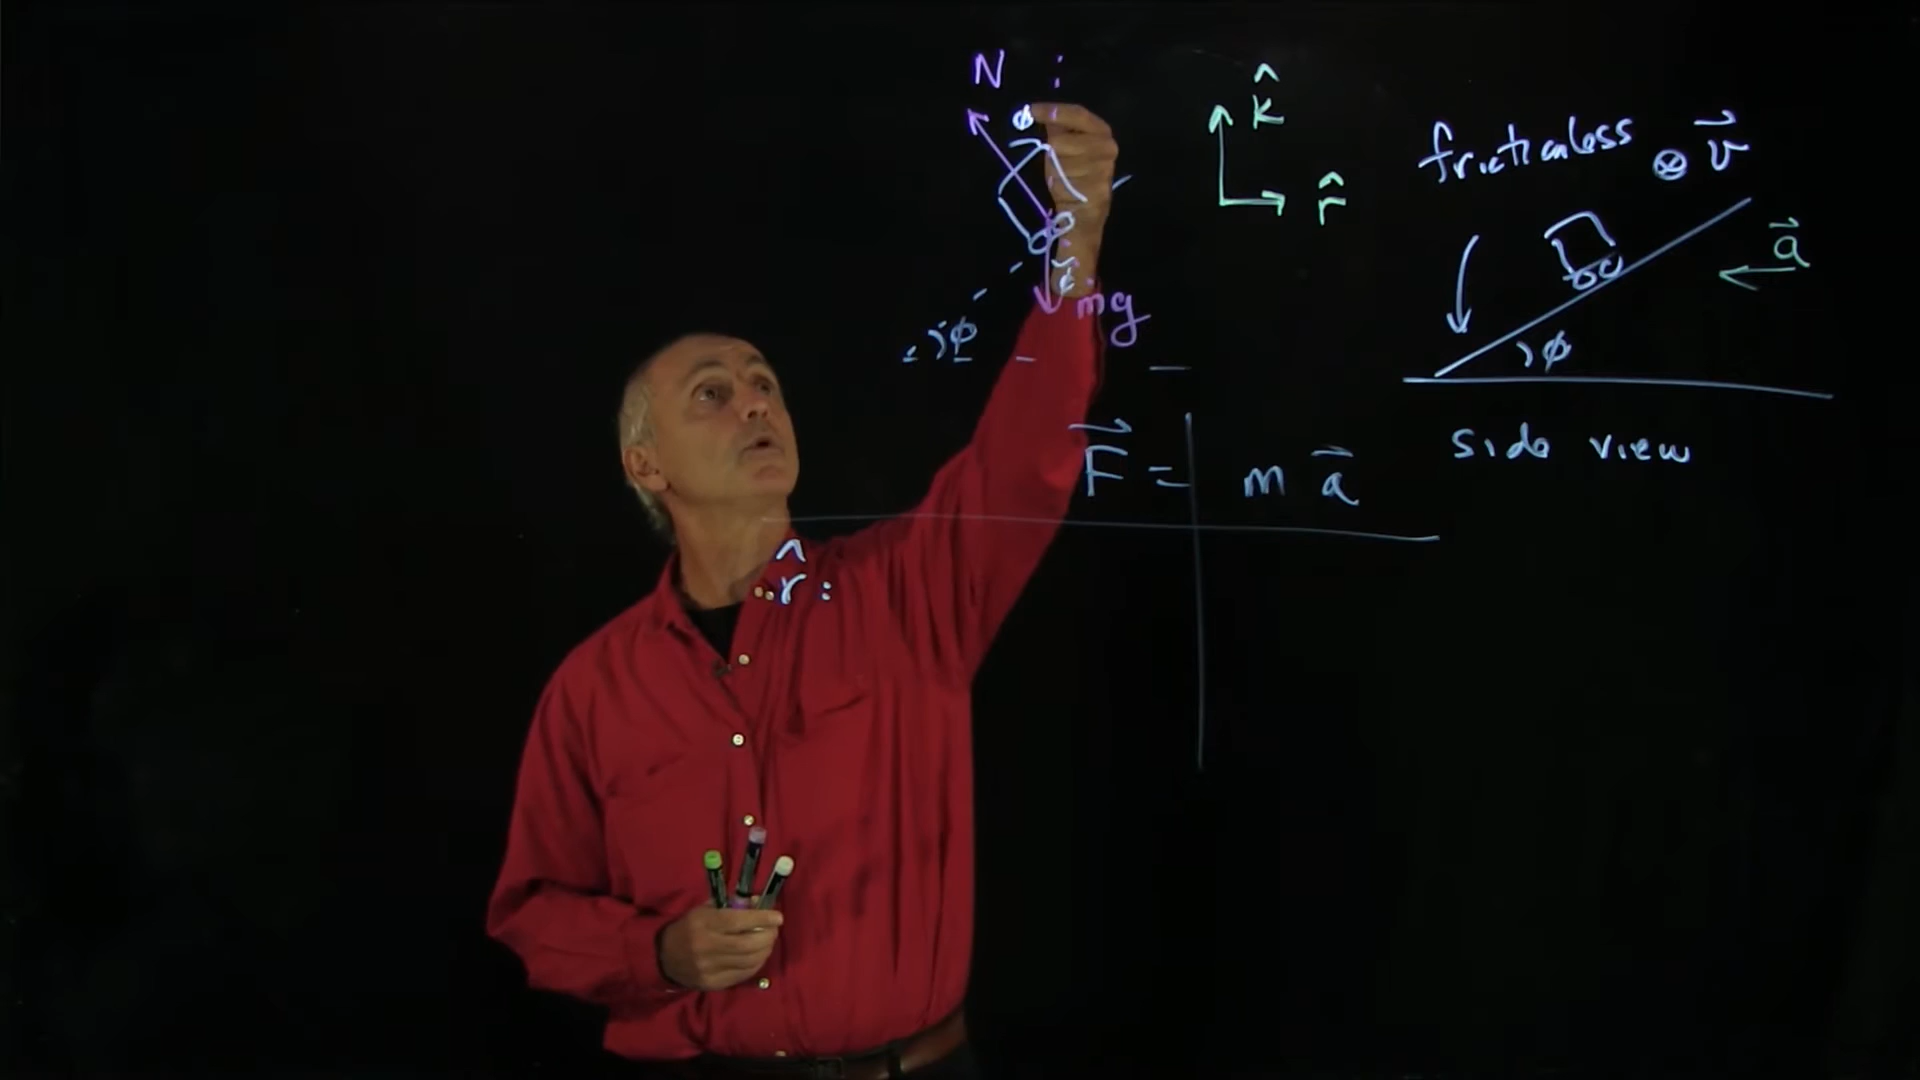 N
φ
k̂
r̂
mg
φ
φ
frictionless ⊗ v⃗
a⃗
φ
side view
F⃗ = m a⃗
r̂ :